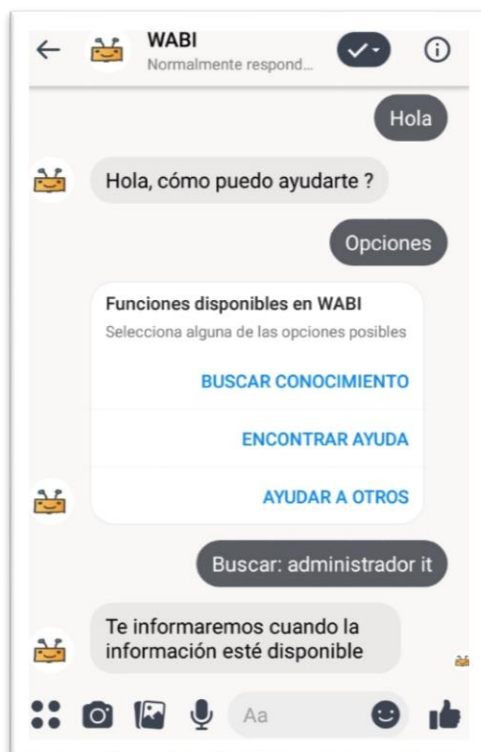 WABI
Normalmente respond...
Hola
Hola, cómo puedo ayudarte ?
Opciones
Funciones disponibles en WABI
Selecciona alguna de las opciones posibles
BUSCAR CONOCIMIENTO
ENCONTRAR AYUDA
AYUDAR A OTROS
Buscar: administrador it
Te informaremos cuando la
información esté disponible
Aa